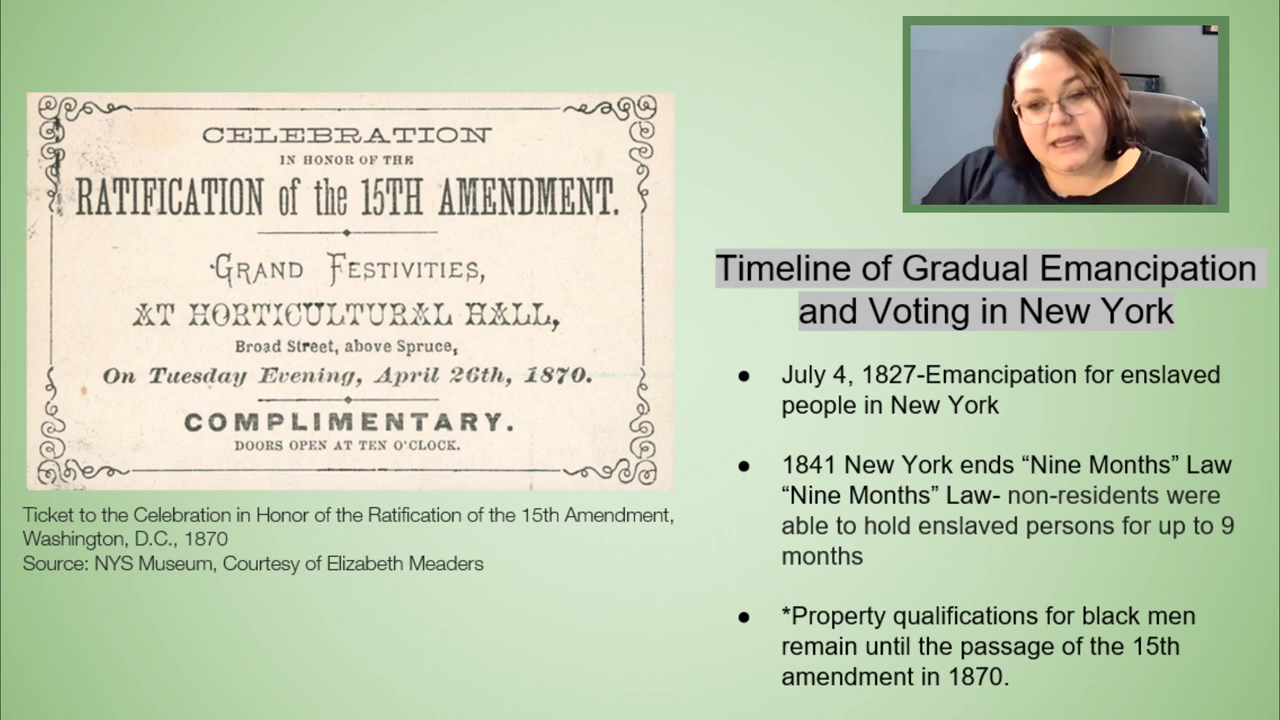 CELEBRATION
IN HONOR OF THE
RATIFICATION of the 15TH AMENDMENT.
GRAND FESTIVITIES,
AT HORTICULTURAL HALL,
Broad Street, above Spruce,
On Tuesday Evening, April 26th, 1870.
COMPLIMENTARY.
DOORS OPEN AT TEN O'CLOCK.
Ticket to the Celebration in Honor of the Ratification of the 15th Amendment,
Washington, D.C., 1870
Source: NYS Museum, Courtesy of Elizabeth Meaders
Timeline of Gradual Emancipation
and Voting in New York
● July 4, 1827-Emancipation for enslaved
people in New York
● 1841 New York ends “Nine Months” Law
“Nine Months” Law- non-residents were
able to hold enslaved persons for up to 9
months
● *Property qualifications for black men
remain until the passage of the 15th
amendment in 1870.